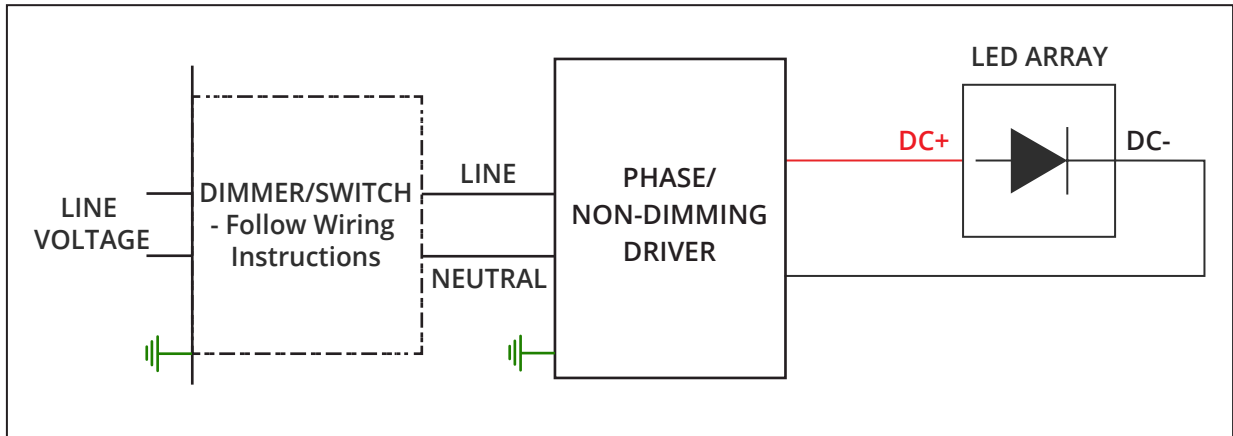 LINE
VOLTAGE
DIMMER/SWITCH
- Follow Wiring
Instructions
LINE
NEUTRAL
PHASE/
NON-DIMMING
DRIVER
LED ARRAY
DC+
DC-